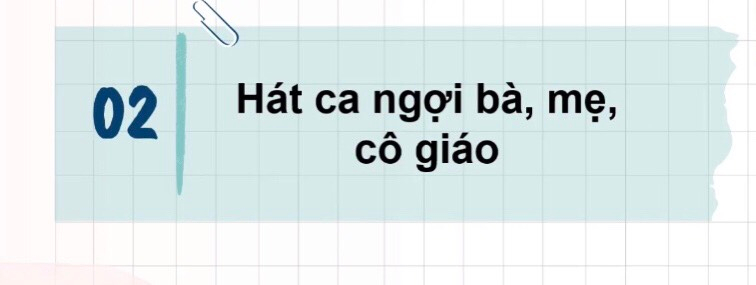 02
Hát ca ngợi bà, mẹ,
cô giáo